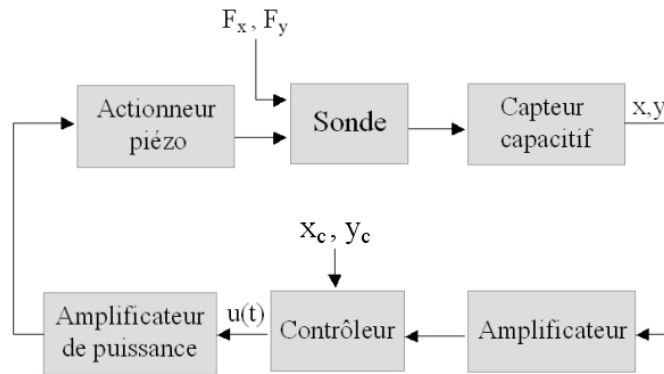 Fx, Fy
Actionneur
piézo
Sonde
Capteur
capacitif
x,y
xc, yc
Amplificateur
de puissance
u(t)
Contrôleur
Amplificateur